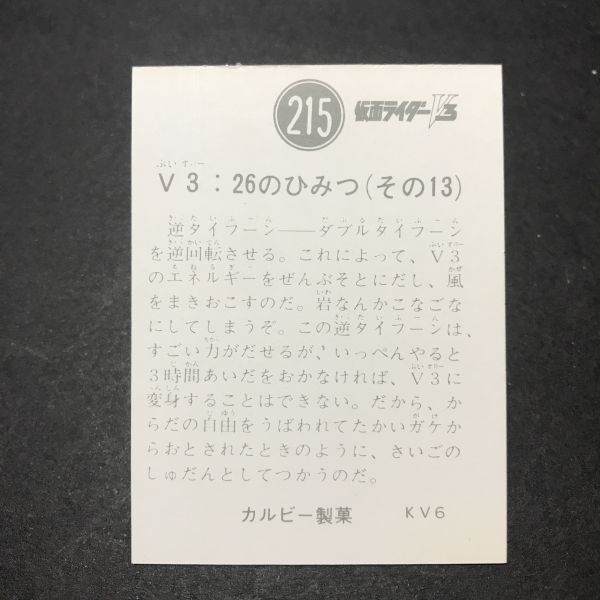 215 仮面ライダーV3
V3：26のひみつ(その13)
逆タイフーン――ダブルタイフーン
を逆回転させる。これによって、V3
のエネルギーをぜんぶそとにだし、風
をまきおこすのだ。岩なんかこなごな
にしてしまうぞ。この逆タイフーンは、
すごい力がだせるが、いっぺんやると
3時間あいだをおかなければ、V3に
変身することはできない。だから、か
らだの自由をうばわれてたかいガケか
らおとされたときのように、さいごの
しゅだんとしてつかうのだ。
カルビー製菓 KV6